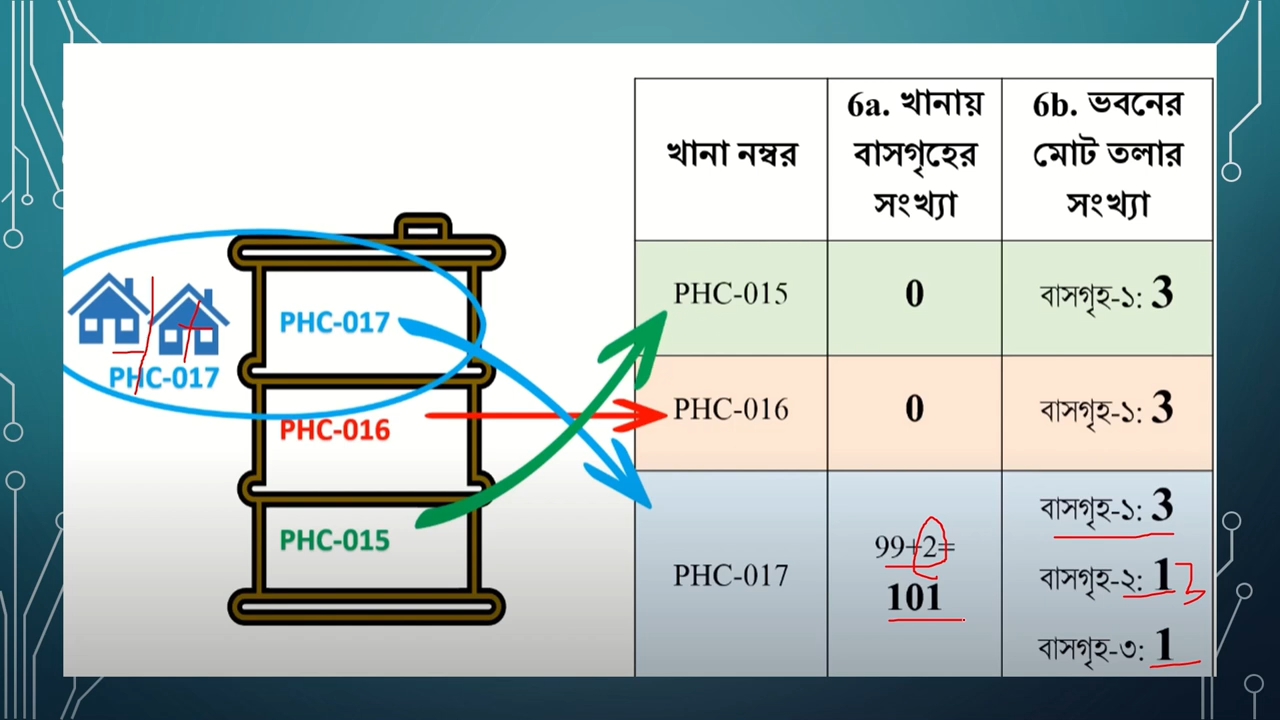 PHC-017
PHC-017
PHC-016
PHC-015
খানা নম্বর
6a. খানায়
বাসগৃহের
সংখ্যা
6b. ভবনের
মোট তলার
সংখ্যা
PHC-015
0
বাসগৃহ-১: 3
PHC-016
0
বাসগৃহ-১: 3
PHC-017
99+2=
101
বাসগৃহ-১: 3
বাসগৃহ-২: 1
বাসগৃহ-৩: 1